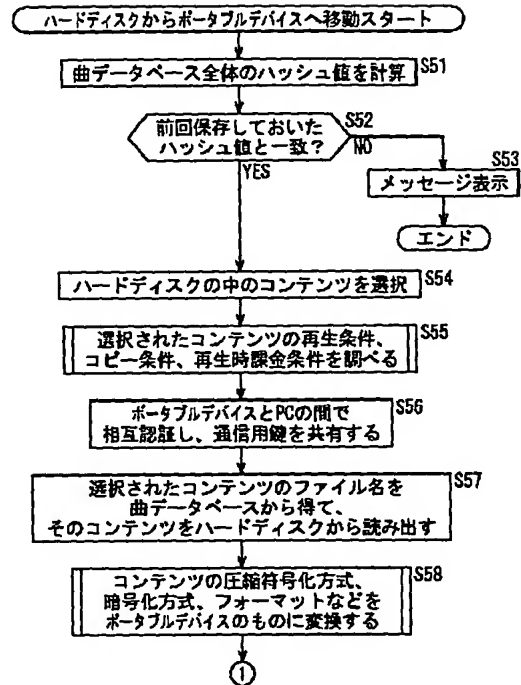 ハードディスクからポータブルデバイスへ移動スタート
曲データベース全体のハッシュ値を計算
S51
前回保存しておいた
ハッシュ値と一致？
S52
NO
YES
S53
メッセージ表示
エンド
ハードディスクの中のコンテンツを選択
S54
選択されたコンテンツの再生条件、
コピー条件、再生時課金条件を調べる
S55
ポータブルデバイスとPCの間で
相互認証し、通信用鍵を共有する
S56
選択されたコンテンツのファイル名を
曲データベースから得て、
そのコンテンツをハードディスクから読み出す
S57
コンテンツの圧縮符号化方式、
暗号化方式、フォーマットなどを
ポータブルデバイスのものに変換する
S58
1